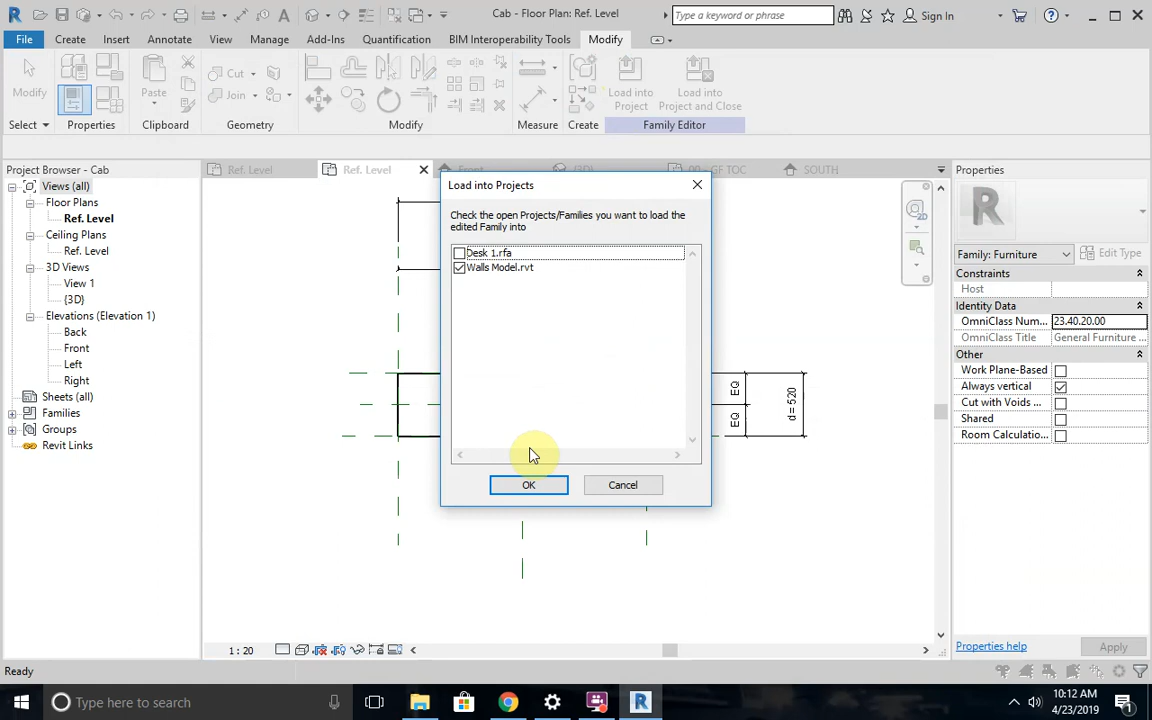 Cab - Floor Plan: Ref. Level
Type a keyword or phrase
Sign In
File
Create
Insert
Annotate
View
Manage
Add-Ins
Quantification
BIM Interoperability Tools
Modify
Modify
Paste
Cut
Join
Load into
Project
Load into
Project and Close
Select
Properties
Clipboard
Geometry
Modify
Measure
Create
Family Editor
Project Browser - Cab
Ref. Level
Ref. Level
Front
{3D}
00 - GF TOC
SOUTH
Properties
Views (all)
Floor Plans
Ref. Level
Ceiling Plans
Ref. Level
3D Views
View 1
{3D}
Elevations (Elevation 1)
Back
Front
Left
Right
Sheets (all)
Families
Groups
Revit Links
Load into Projects
Check the open Projects/Families you want to load the
edited Family into
Desk 1.rfa
Walls Model.rvt
OK
Cancel
EQ
EQ
d = 520
2D
Family: Furniture
Edit Type
Constraints
Host
Identity Data
OmniClass Num... 23.40.20.00
OmniClass Title General Furniture ...
Other
Work Plane-Based
Always vertical
Cut with Voids ...
Shared
Room Calculatio...
Properties help
Apply
1 : 20
Ready
Type here to search
10:12 AM
4/23/2019
1